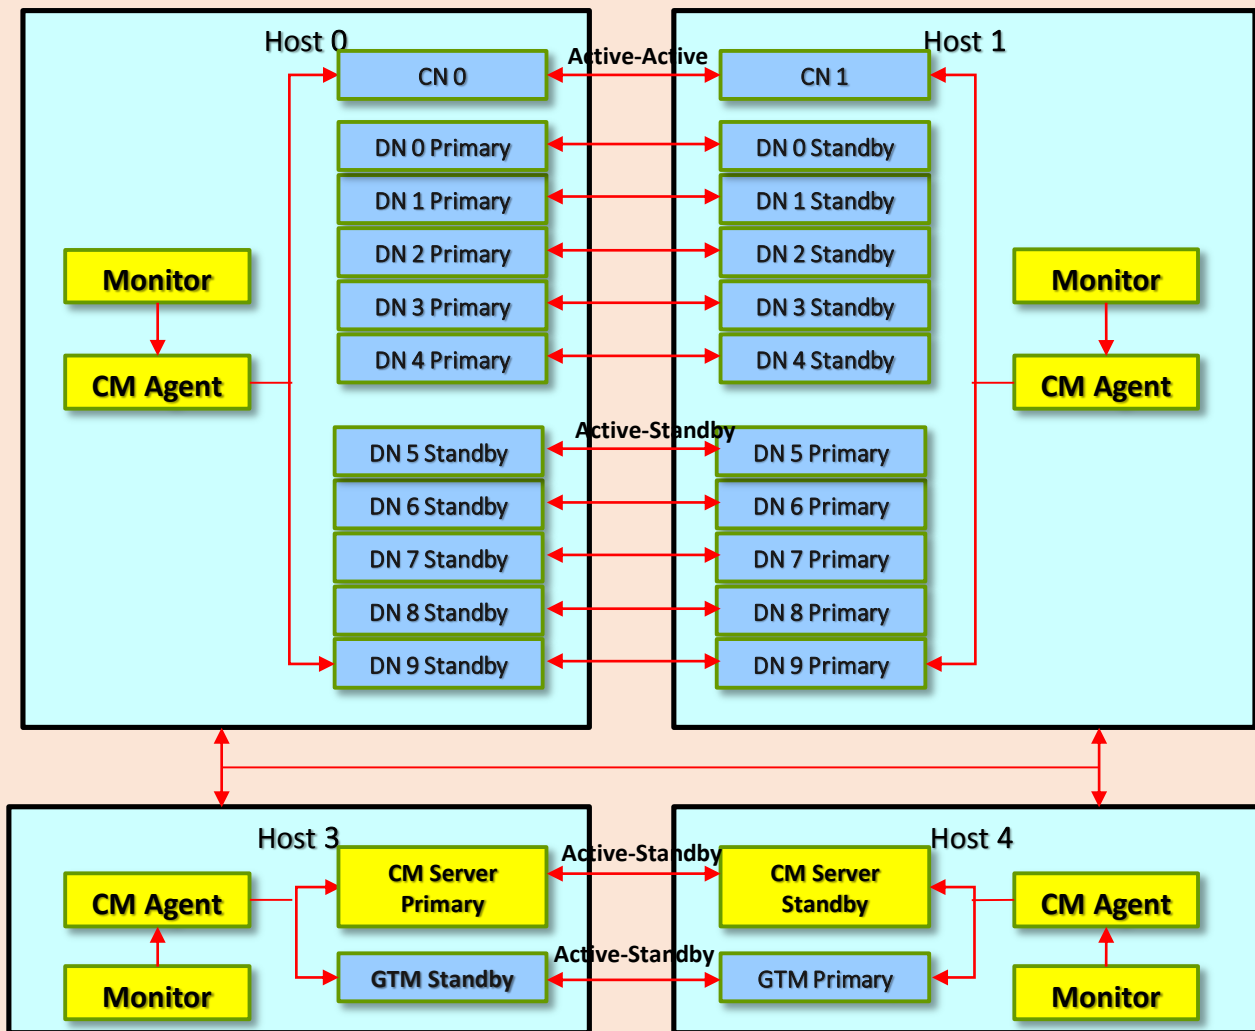 Host 0
Host 1
Active-Active
CN 0
CN 1
DN 0 Primary
DN 0 Standby
DN 1 Primary
DN 1 Standby
DN 2 Primary
DN 2 Standby
Monitor
Monitor
DN 3 Primary
DN 3 Standby
DN 4 Primary
DN 4 Standby
CM Agent
CM Agent
Active-Standby
DN 5 Standby
DN 5 Primary
DN 6 Standby
DN 6 Primary
DN 7 Standby
DN 7 Primary
DN 8 Standby
DN 8 Primary
DN 9 Standby
DN 9 Primary
Host 3
Host 4
Active-Standby
CM Server
Primary
CM Server
Standby
CM Agent
CM Agent
Active-Standby
GTM Standby
GTM Primary
Monitor
Monitor